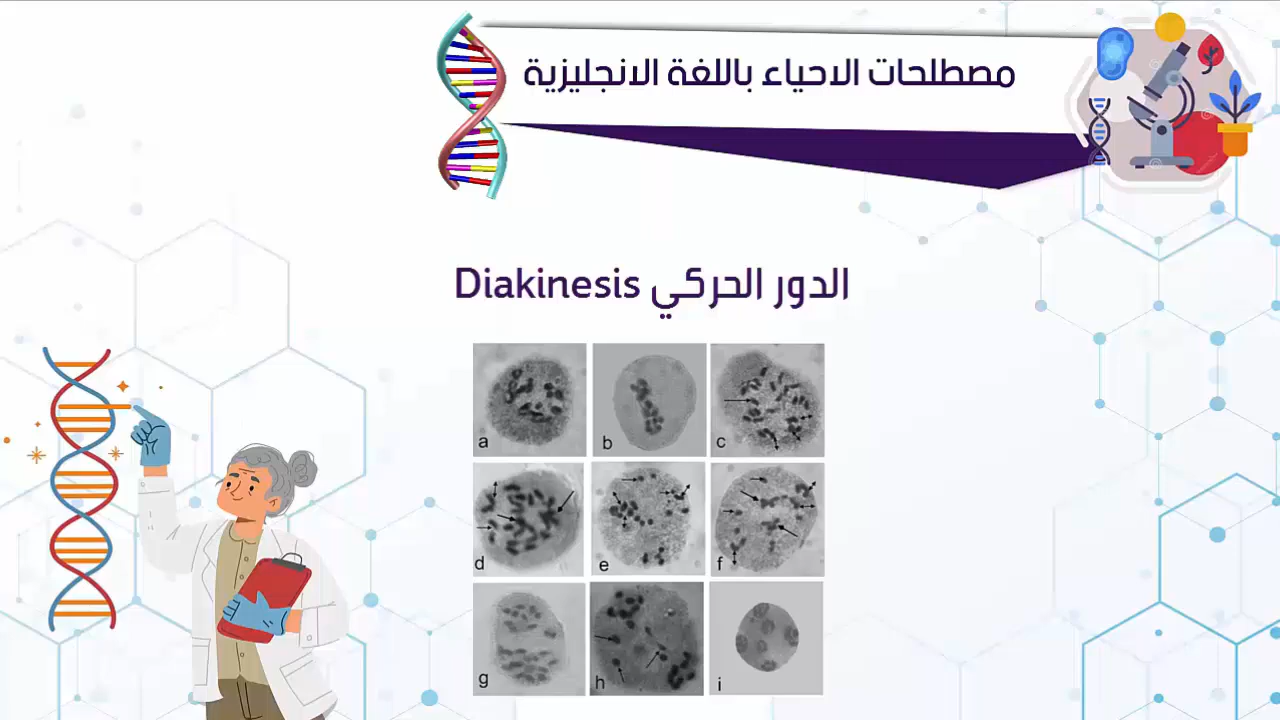 مصطلحات الاحياء باللغة الانجليزية
الدور الحركي Diakinesis
a b c
d e f
g h i